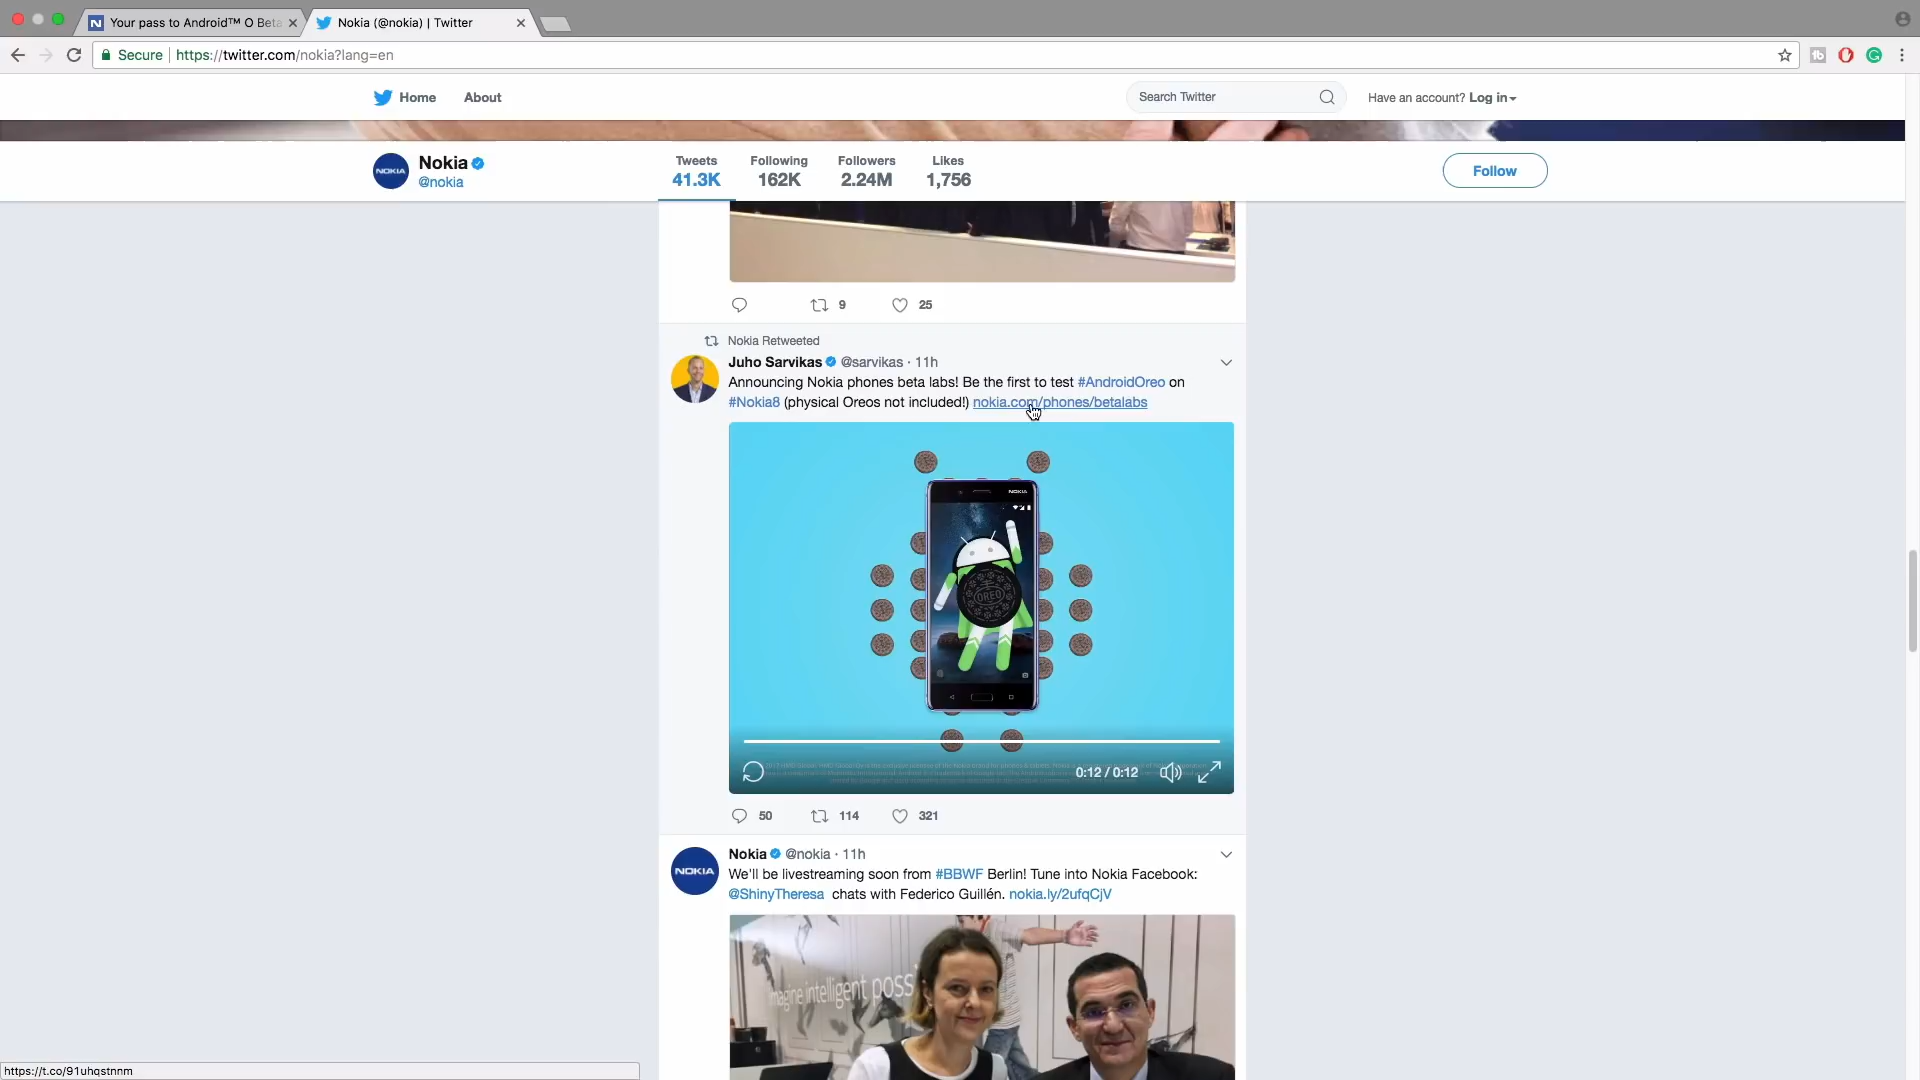 Your pass to Android™ O Beta
Nokia (@nokia) | Twitter
Secure
https://twitter.com/nokia?lang=en
Home
About
Search Twitter
Have an account? Log in
NOKIA
Nokia
@nokia
Tweets
41.3K
Following
162K
Followers
2.24M
Likes
1,756
Follow
9
25
Nokia Retweeted
Juho Sarvikas @sarvikas · 11h
Announcing Nokia phones beta labs! Be the first to test #AndroidOreo on
#Nokia8 (physical Oreos not included!) nokia.com/phones/betalabs
NOKIA
OREO
0:12 / 0:12
50
114
321
NOKIA
Nokia @nokia · 11h
We'll be livestreaming soon from #BBWF Berlin! Tune into Nokia Facebook:
@ShinyTheresa chats with Federico Guillén. nokia.ly/2ufqCjV
imagine intelligent poss
https://t.co/91uhqstnnm